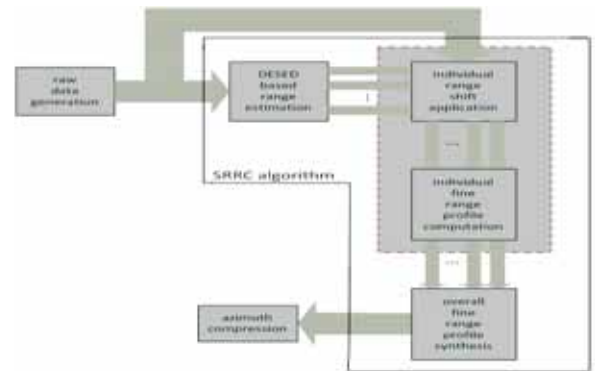 raw
data
generation
DESED
based
range
estimation
individual
range
shift
application
...
SRRC algorithm
individual
fine
range
profile
computation
...
azimuth
compression
overall
fine
range
profile
synthesis